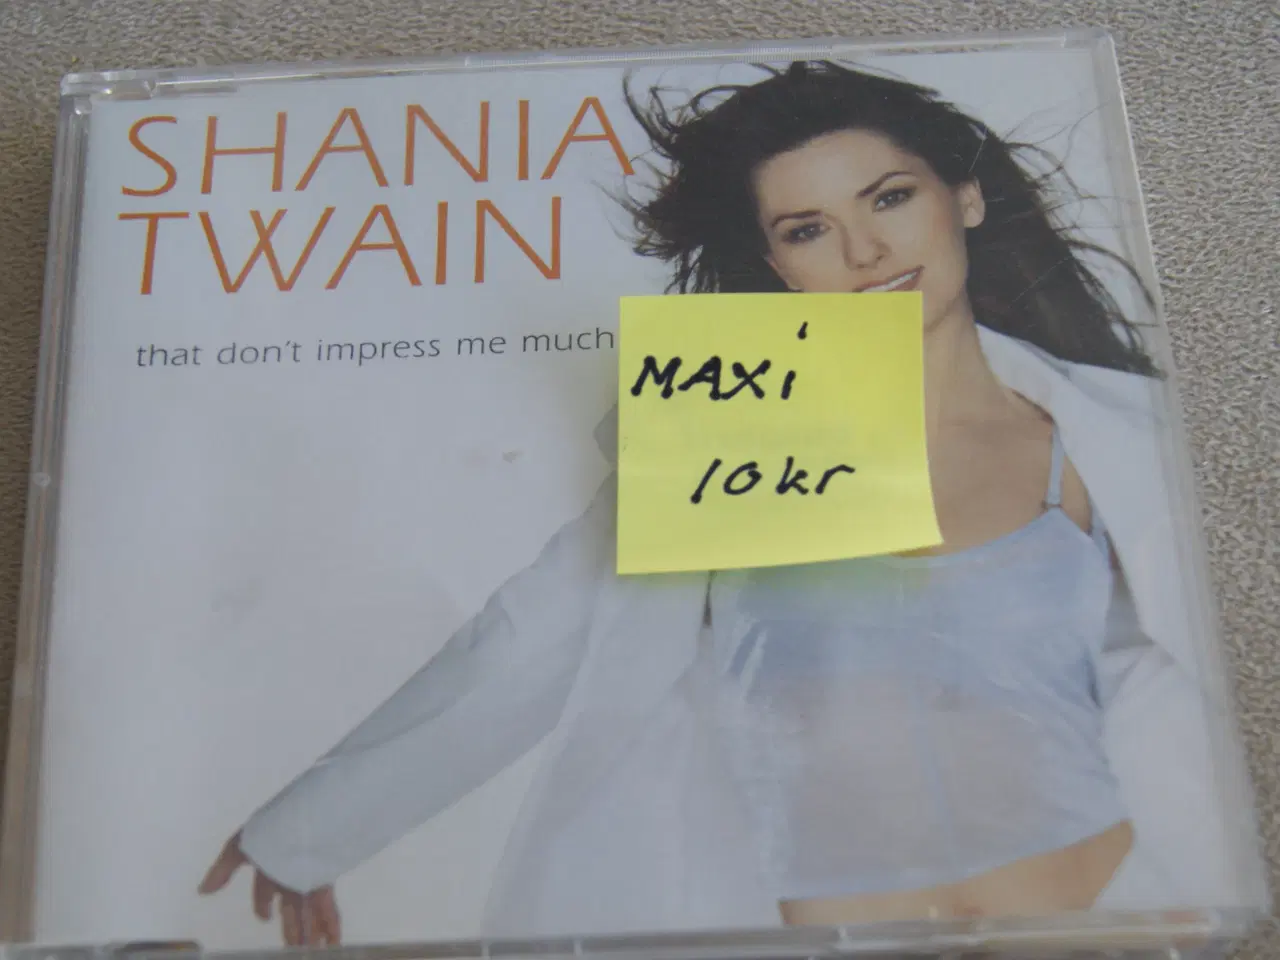 SHANIA
TWAIN
that don't impress me much
MAXi
10kr